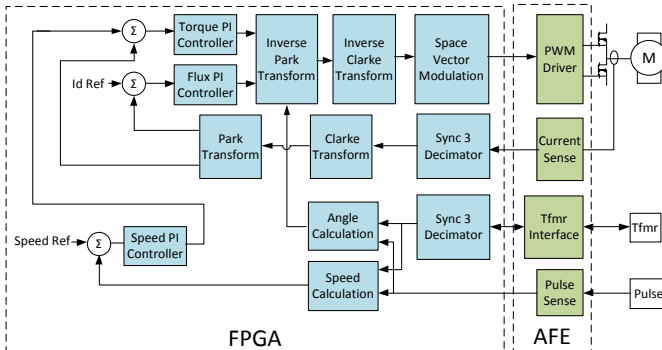 Σ
Torque PI
Controller
Inverse
Park
Transform
Inverse
Clarke
Transform
Space
Vector
Modulation
PWM
Driver
M
Id Ref
Σ
Flux PI
Controller
Park
Transform
Clarke
Transform
Sync 3
Decimator
Current
Sense
Angle
Calculation
Sync 3
Decimator
Tfmr
Interface
Tfmr
Speed Ref
Σ
Speed PI
Controller
Speed
Calculation
Pulse
Sense
Pulse
FPGA
AFE